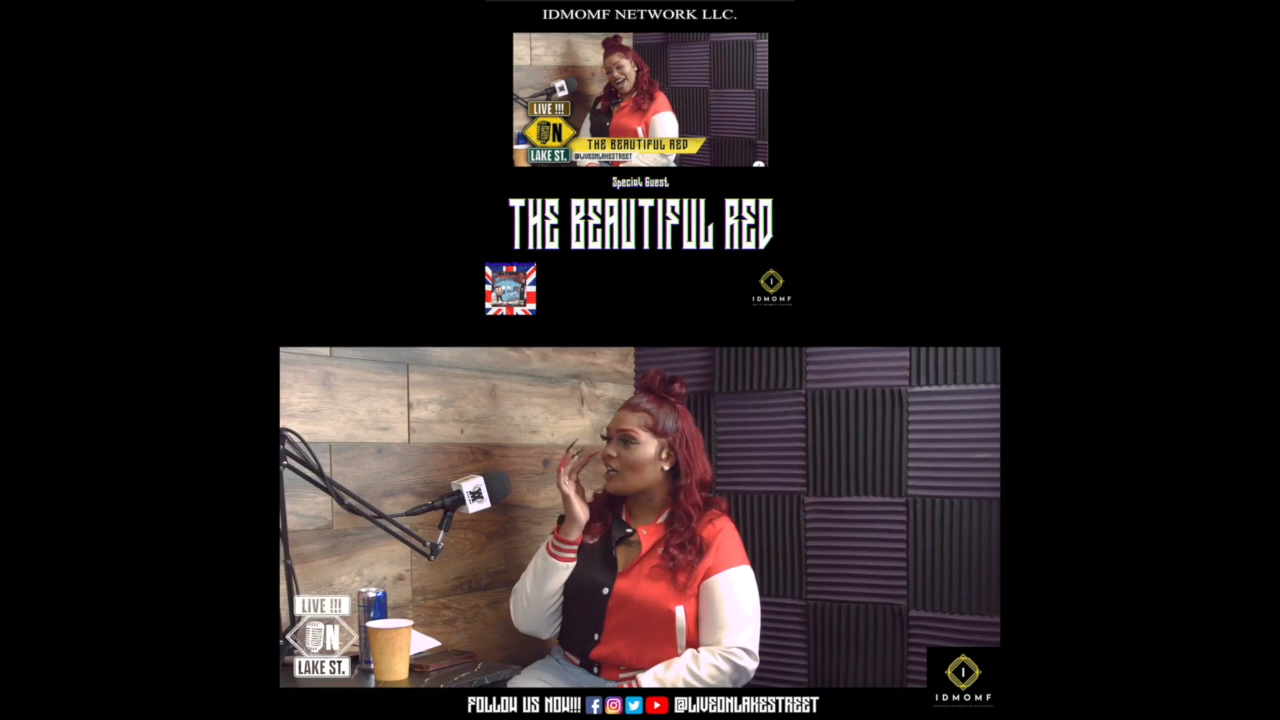 IDMOMF NETWORK LLC.
LIVE !!!
ON
LAKE ST.
THE BEAUTIFUL RED
@LIVEONLAKESTREET
Special Guest
THE BEAUTIFUL RED
IDMOMF
LIVE !!!
ON
LAKE ST.
IDMOMF
FOLLOW US NOW!!! @LIVEONLAKESTREET